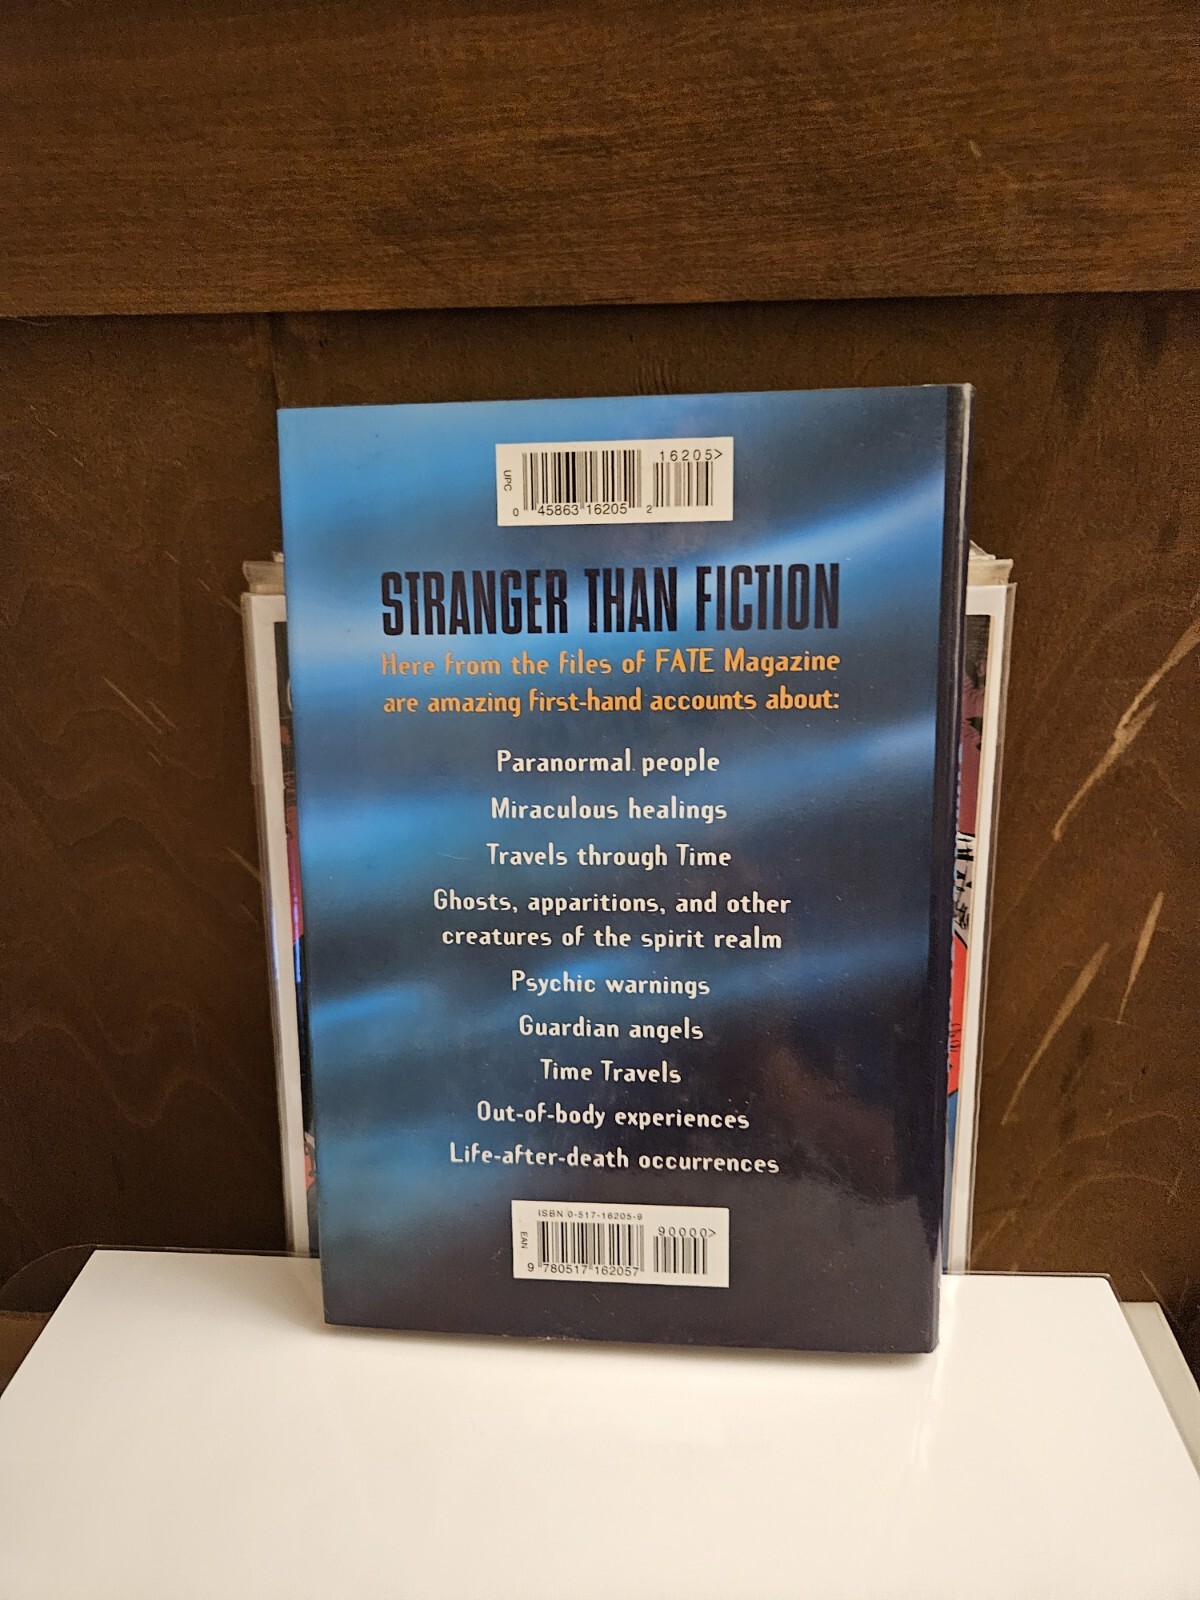 16205>
UPC
0 45863 16205 2
STRANGER THAN FICTION
Here from the files of FATE Magazine
are amazing first-hand accounts about:
Paranormal people
Miraculous healings
Travels through Time
Ghosts, apparitions, and other
creatures of the spirit realm
Psychic warnings
Guardian angels
Time Travels
Out-of-body experiences
Life-after-death occurrences
ISBN 0-517-16205-9
90000>
EAN
9 780517 162057